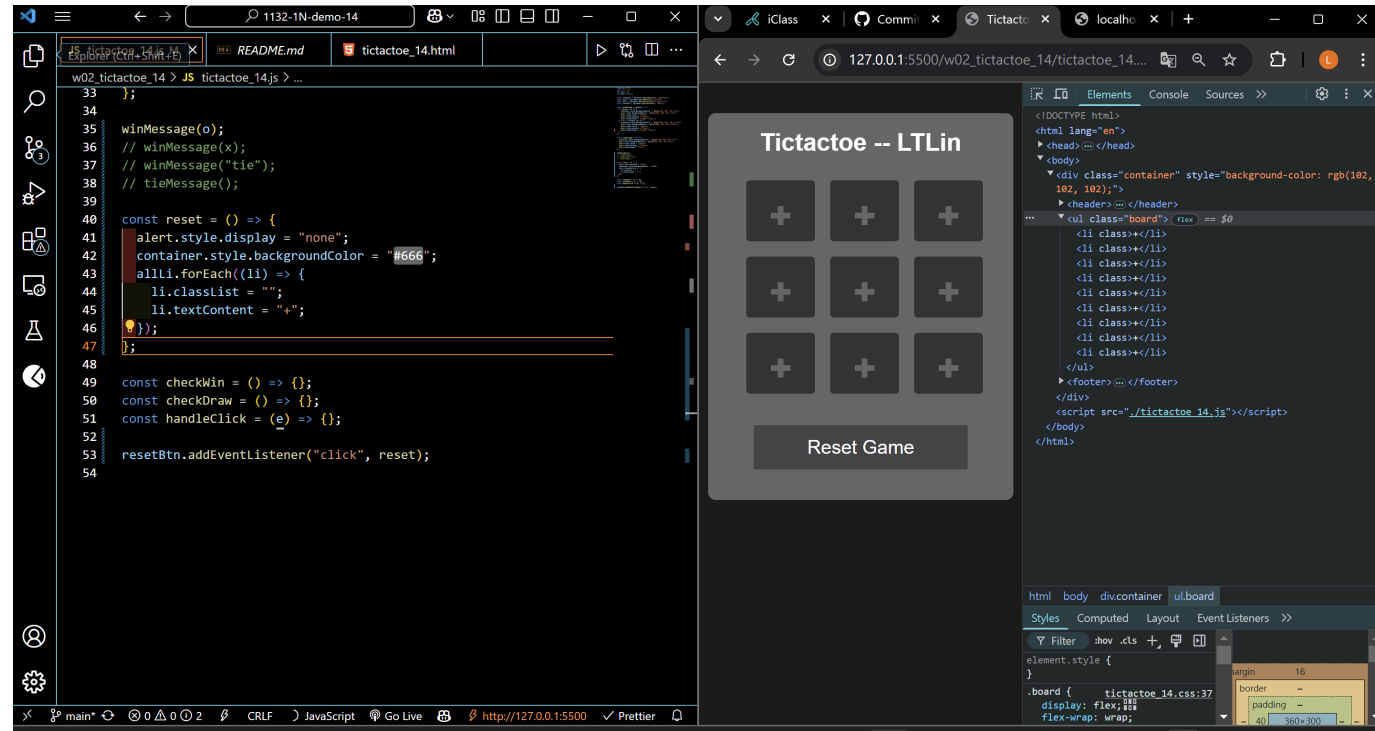 1132-1N-demo-14
JS tictactoe_14.js M
Explorer (Ctrl+Shift+E)
README.md
tictactoe_14.html
w02_tictactoe_14 > JS tictactoe_14.js > ...
33 };
34
35 winMessage(o);
36 // winMessage(x);
37 // winMessage("tie");
38 // tieMessage();
39
40 const reset = () => {
41 alert.style.display = "none";
42 container.style.backgroundColor = "#666";
43 allLi.forEach((li) => {
44 li.classList = "";
45 li.textContent = "+";
46 });
47 };
48
49 const checkWin = () => {};
50 const checkDraw = () => {};
51 const handleClick = (e) => {};
52
53 resetBtn.addEventListener("click", reset);
54
3
main* 0 0 2 CRLF JavaScript Go Live http://127.0.0.1:5500 Prettier
iClass
Commi
Tictacto
localho
127.0.0.1:5500/w02_tictactoe_14/tictactoe_14....
L
Tictactoe -- LTLin
+ + +
+ + +
+ + +
Reset Game
Elements Console Sources
<!DOCTYPE html>
<html lang="en">
<head> ... </head>
<body>
<div class="container" style="background-color: rgb(102,
102, 102);">
<header> ... </header>
... <ul class="board"> flex == $0
<li class>+</li>
<li class>+</li>
<li class>+</li>
<li class>+</li>
<li class>+</li>
<li class>+</li>
<li class>+</li>
<li class>+</li>
<li class>+</li>
</ul>
<footer> ... </footer>
</div>
<script src="./tictactoe_14.js"></script>
</body>
</html>
html body div.container ul.board
Styles Computed Layout Event Listeners
Filter :hov .cls
element.style {
}
.board { tictactoe_14.css:37
display: flex;
flex-wrap: wrap;
margin 16
border –
padding –
– 40 360×300 – –